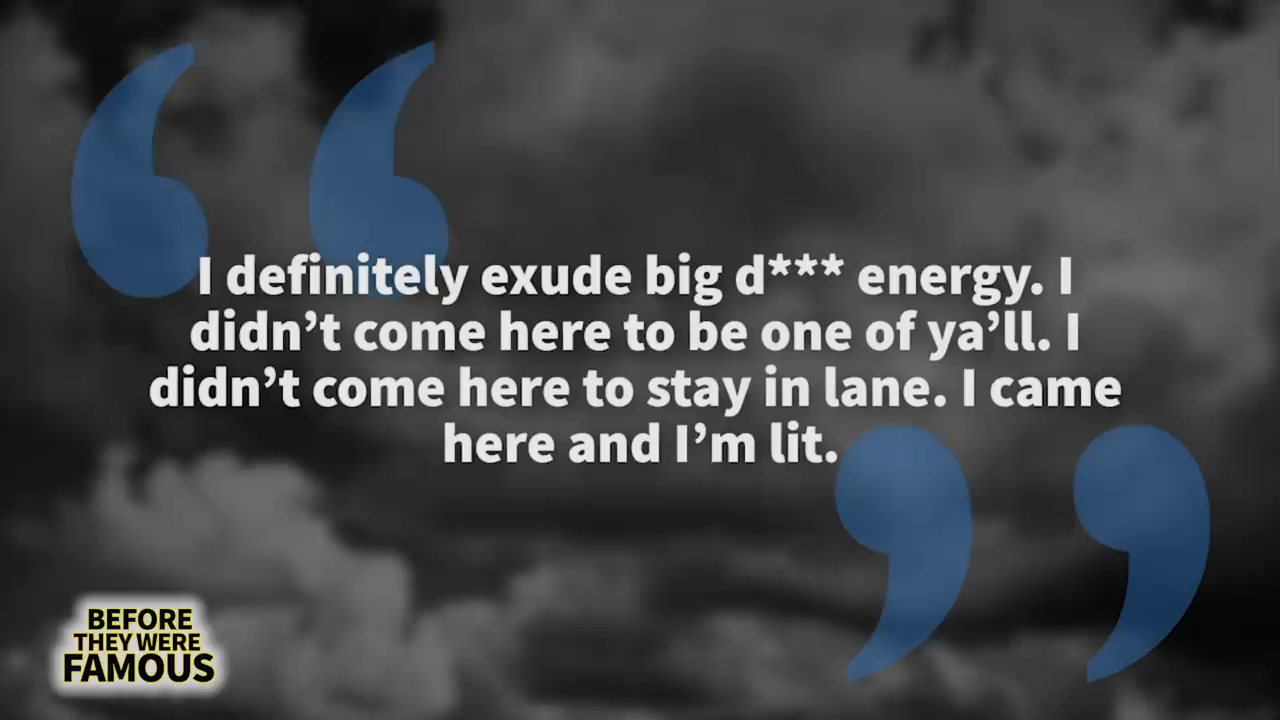 I definitely exude big d*** energy. I
didn’t come here to be one of ya’ll. I
didn’t come here to stay in lane. I came
here and I’m lit.
BEFORE
THEY WERE
FAMOUS